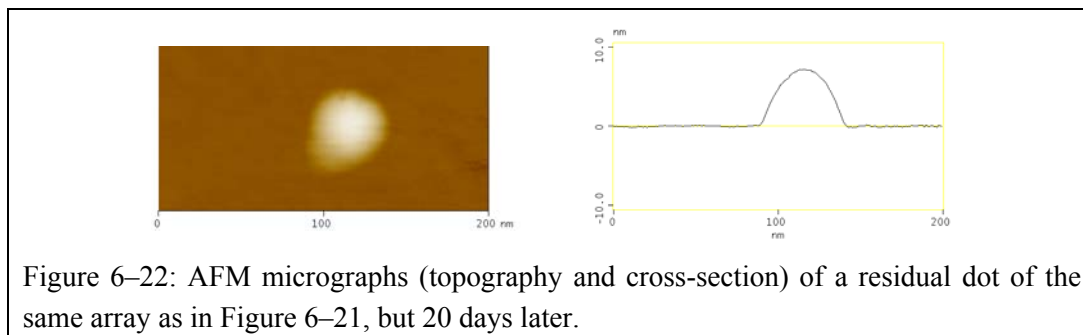 nm
10.0
0
-10.0
0
100
200 nm
0
100
200
nm
Figure 6–22: AFM micrographs (topography and cross-section) of a residual dot of the
same array as in Figure 6–21, but 20 days later.